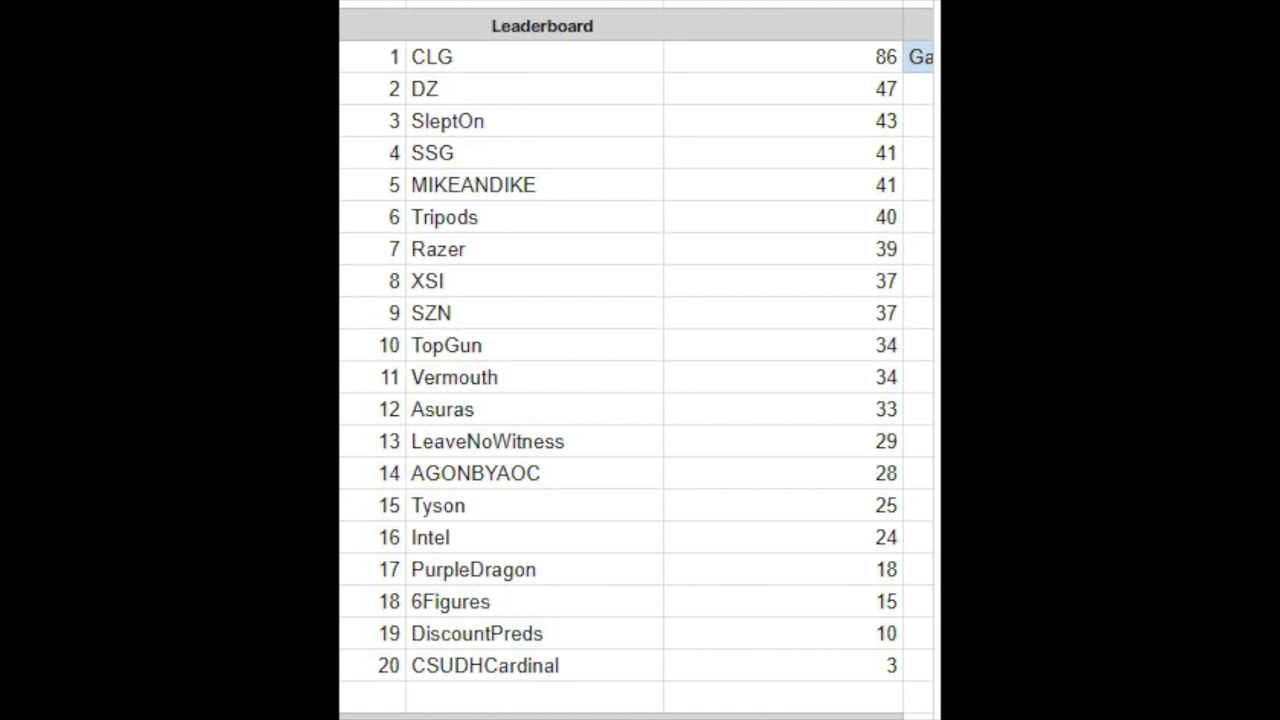 Leaderboard
1 CLG 86 Ga
2 DZ 47
3 SleptOn 43
4 SSG 41
5 MIKEANDIKE 41
6 Tripods 40
7 Razer 39
8 XSI 37
9 SZN 37
10 TopGun 34
11 Vermouth 34
12 Asuras 33
13 LeaveNoWitness 29
14 AGONBYAOC 28
15 Tyson 25
16 Intel 24
17 PurpleDragon 18
18 6Figures 15
19 DiscountPreds 10
20 CSUDHCardinal 3